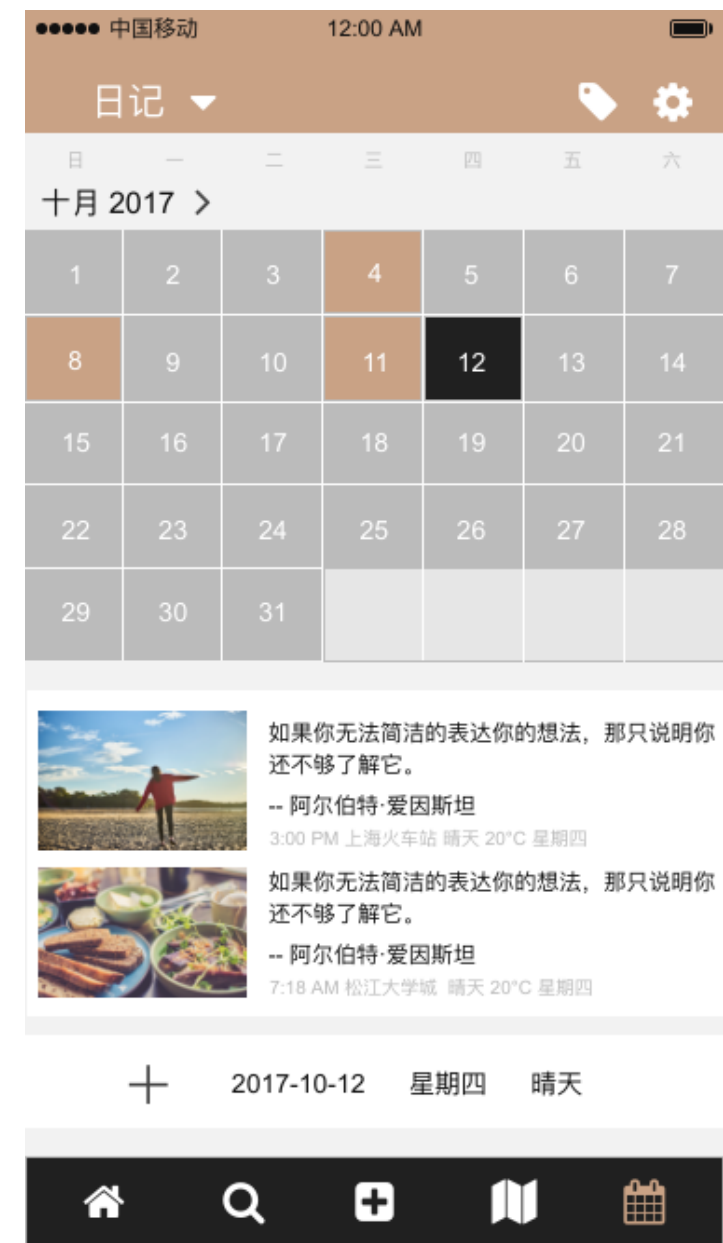 中国移动 12:00 AM
日记
日 一 二 三 四 五 六
十月 2017
1 2 3 4 5 6 7
8 9 10 11 12 13 14
15 16 17 18 19 20 21
22 23 24 25 26 27 28
29 30 31
如果你无法简洁的表达你的想法，那只说明你
还不够了解它。
-- 阿尔伯特·爱因斯坦
3:00 PM 上海火车站 晴天 20°C 星期四
如果你无法简洁的表达你的想法，那只说明你
还不够了解它。
-- 阿尔伯特·爱因斯坦
7:18 AM 松江大学城 晴天 20°C 星期四
2017-10-12 星期四 晴天